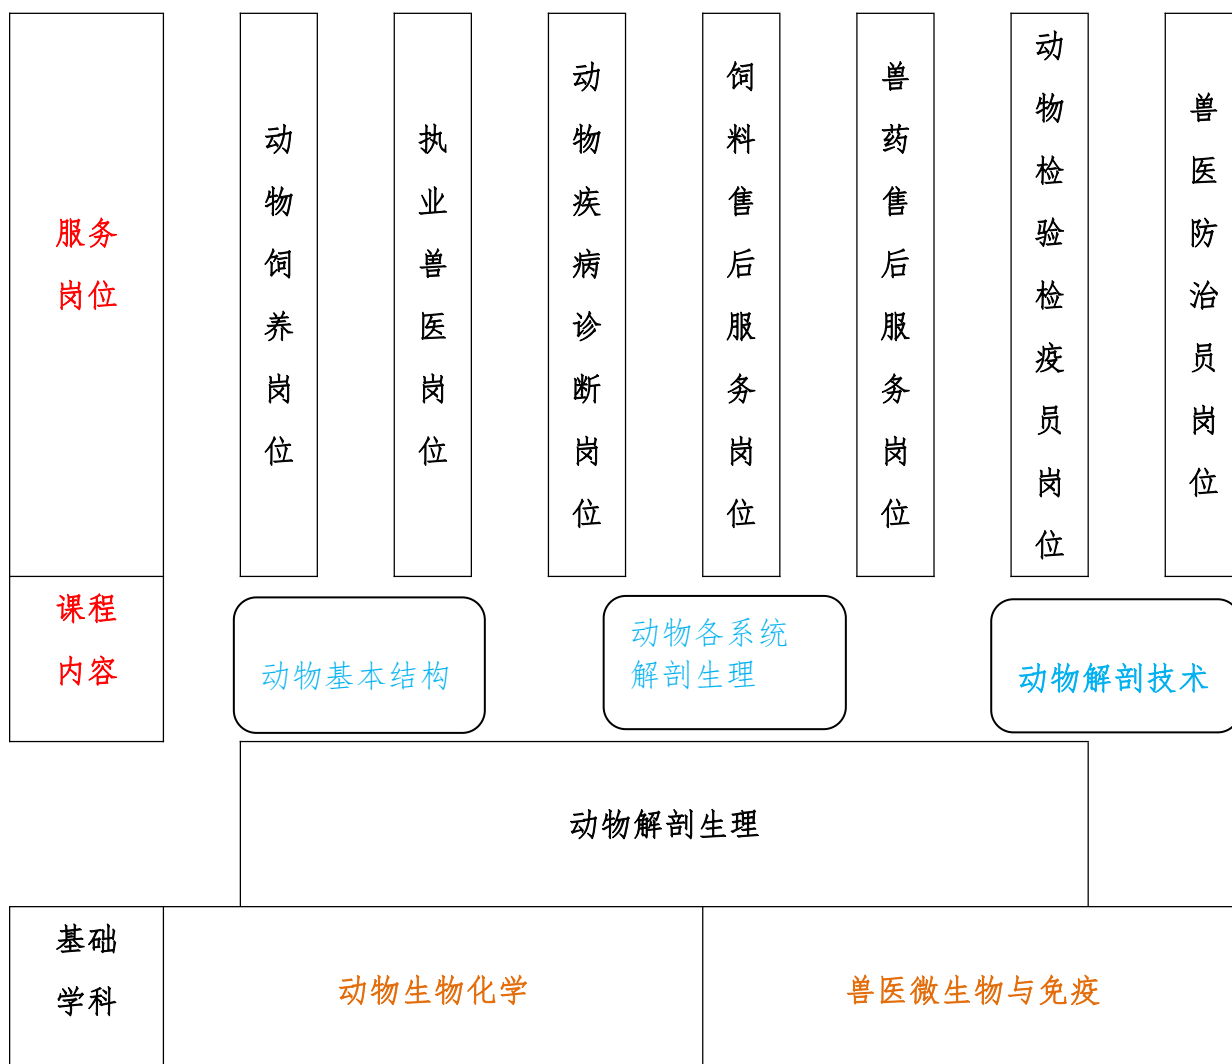 服务
岗位
动物饲养岗位
执业兽医岗位
动物疾病诊断岗位
饲料售后服务岗位
兽药售后服务岗位
动物检验检疫员岗位
兽医防治员岗位
课程
内容
动物基本结构
动物各系统
解剖生理
动物解剖技术
动物解剖生理
基础
学科
动物生物化学
兽医微生物与免疫